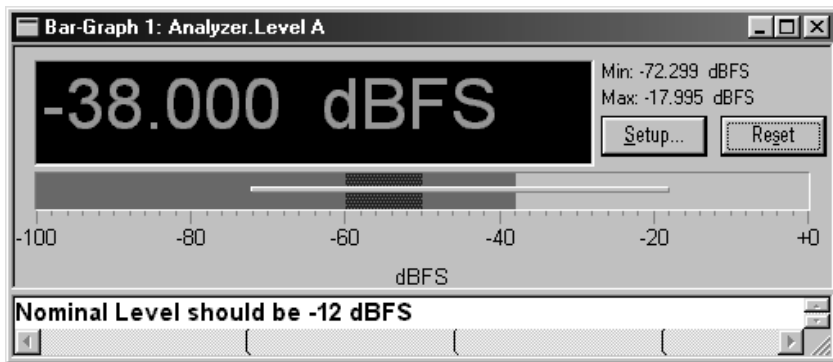 Bar-Graph 1: Analyzer.Level A
-38.000 dBFS
Min: -72.299 dBFS
Max: -17.995 dBFS
Setup... Reset
-100 -80 -60 -40 -20 +0
dBFS
Nominal Level should be -12 dBFS